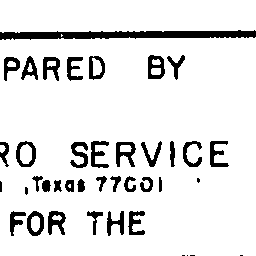 PARED BY
RO SERVICE
, Texas 77001
FOR THE